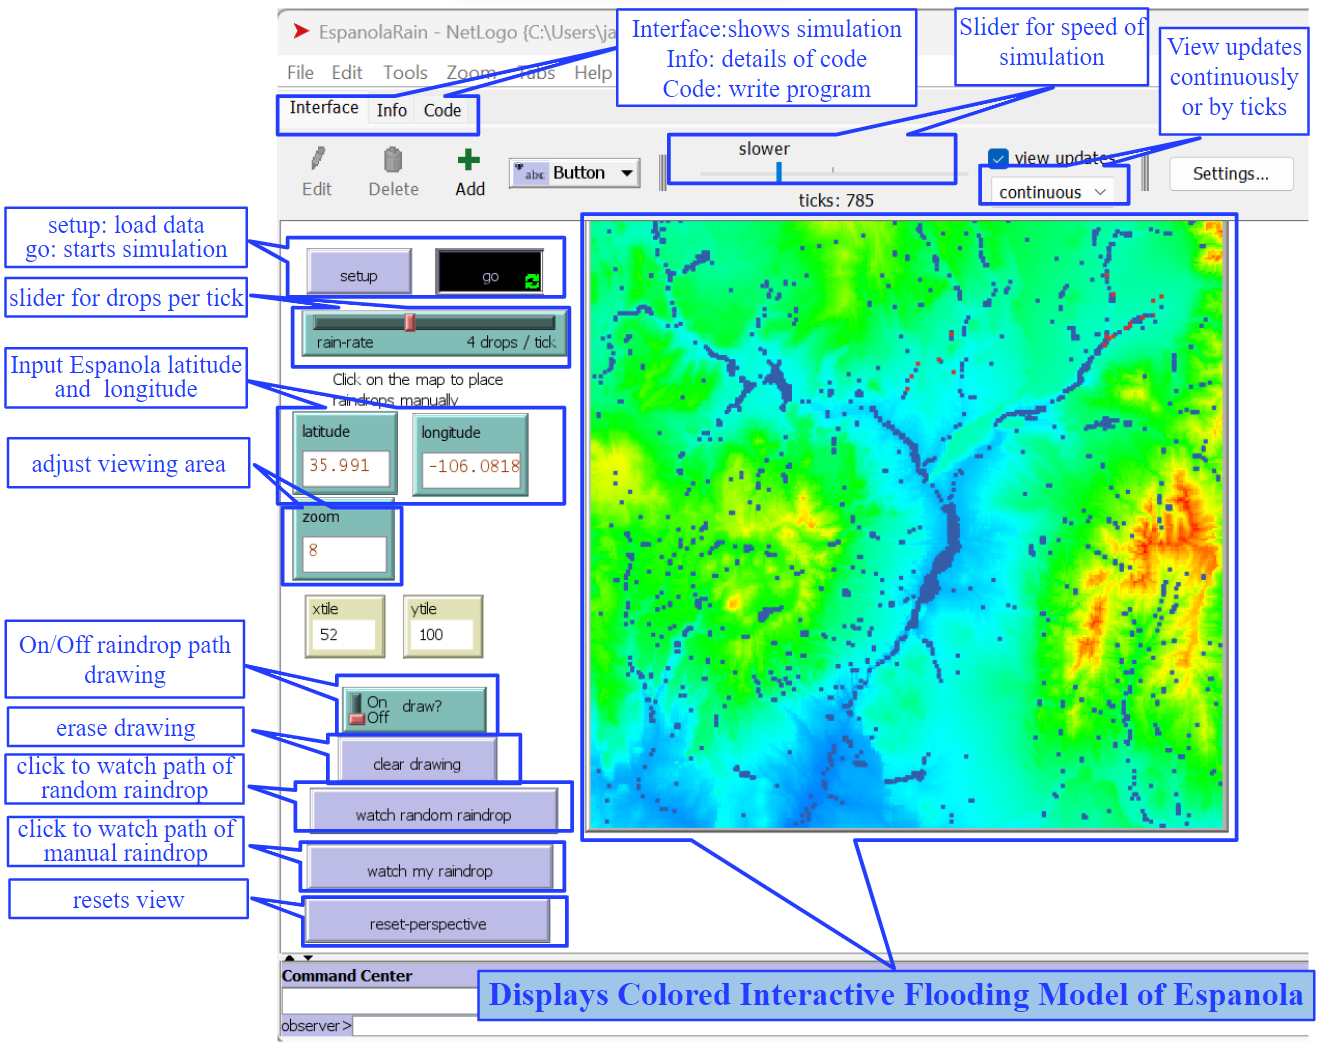 EspanolaRain - NetLogo {C:\Users\ja
File Edit Tools Zoom Tabs Help
Interface:shows simulation
Info: details of code
Code: write program
Slider for speed of
simulation
View updates
continuously
or by ticks
Interface Info Code
Edit
Delete
Add
abc Button
slower
ticks: 785
view updates
continuous
Settings...
setup: load data
go: starts simulation
setup
go
slider for drops per tick
rain-rate 4 drops / tick
Click on the map to place
raindrops manually
Input Espanola latitude
and longitude
latitude
35.991
longitude
-106.0818
adjust viewing area
zoom
8
xtile
52
ytile
100
On/Off raindrop path
drawing
On
Off
draw?
erase drawing
clear drawing
click to watch path of
random raindrop
watch random raindrop
click to watch path of
manual raindrop
watch my raindrop
resets view
reset-perspective
Command Center
Displays Colored Interactive Flooding Model of Espanola
observer>